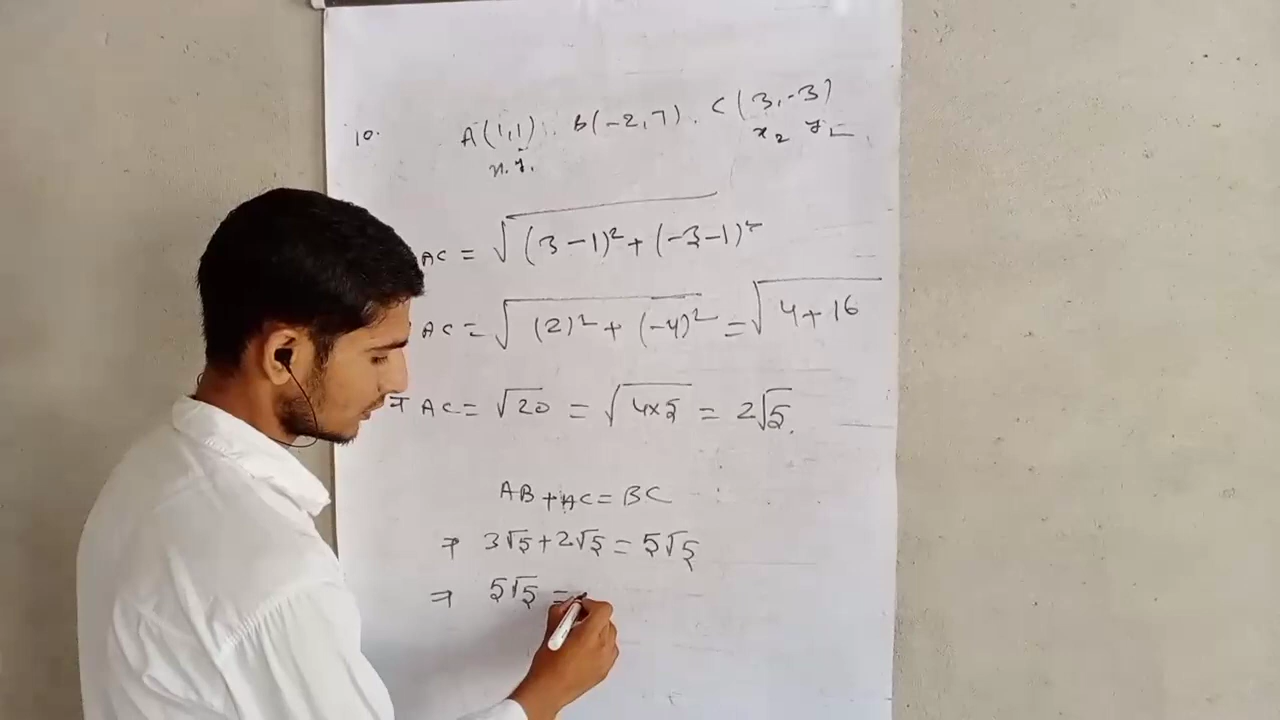 10. A(1,1). B(-2,7). C(3,-3)
x. y. x₂ y₂
AC = √(3-1)² + (-3-1)²
AC = √(2)² + (-4)² = √4+16
⇒ AC = √20 = √4×5 = 2√5.
AB + AC = BC
⇒ 3√5 + 2√5 = 5√5
⇒ 5√5 =